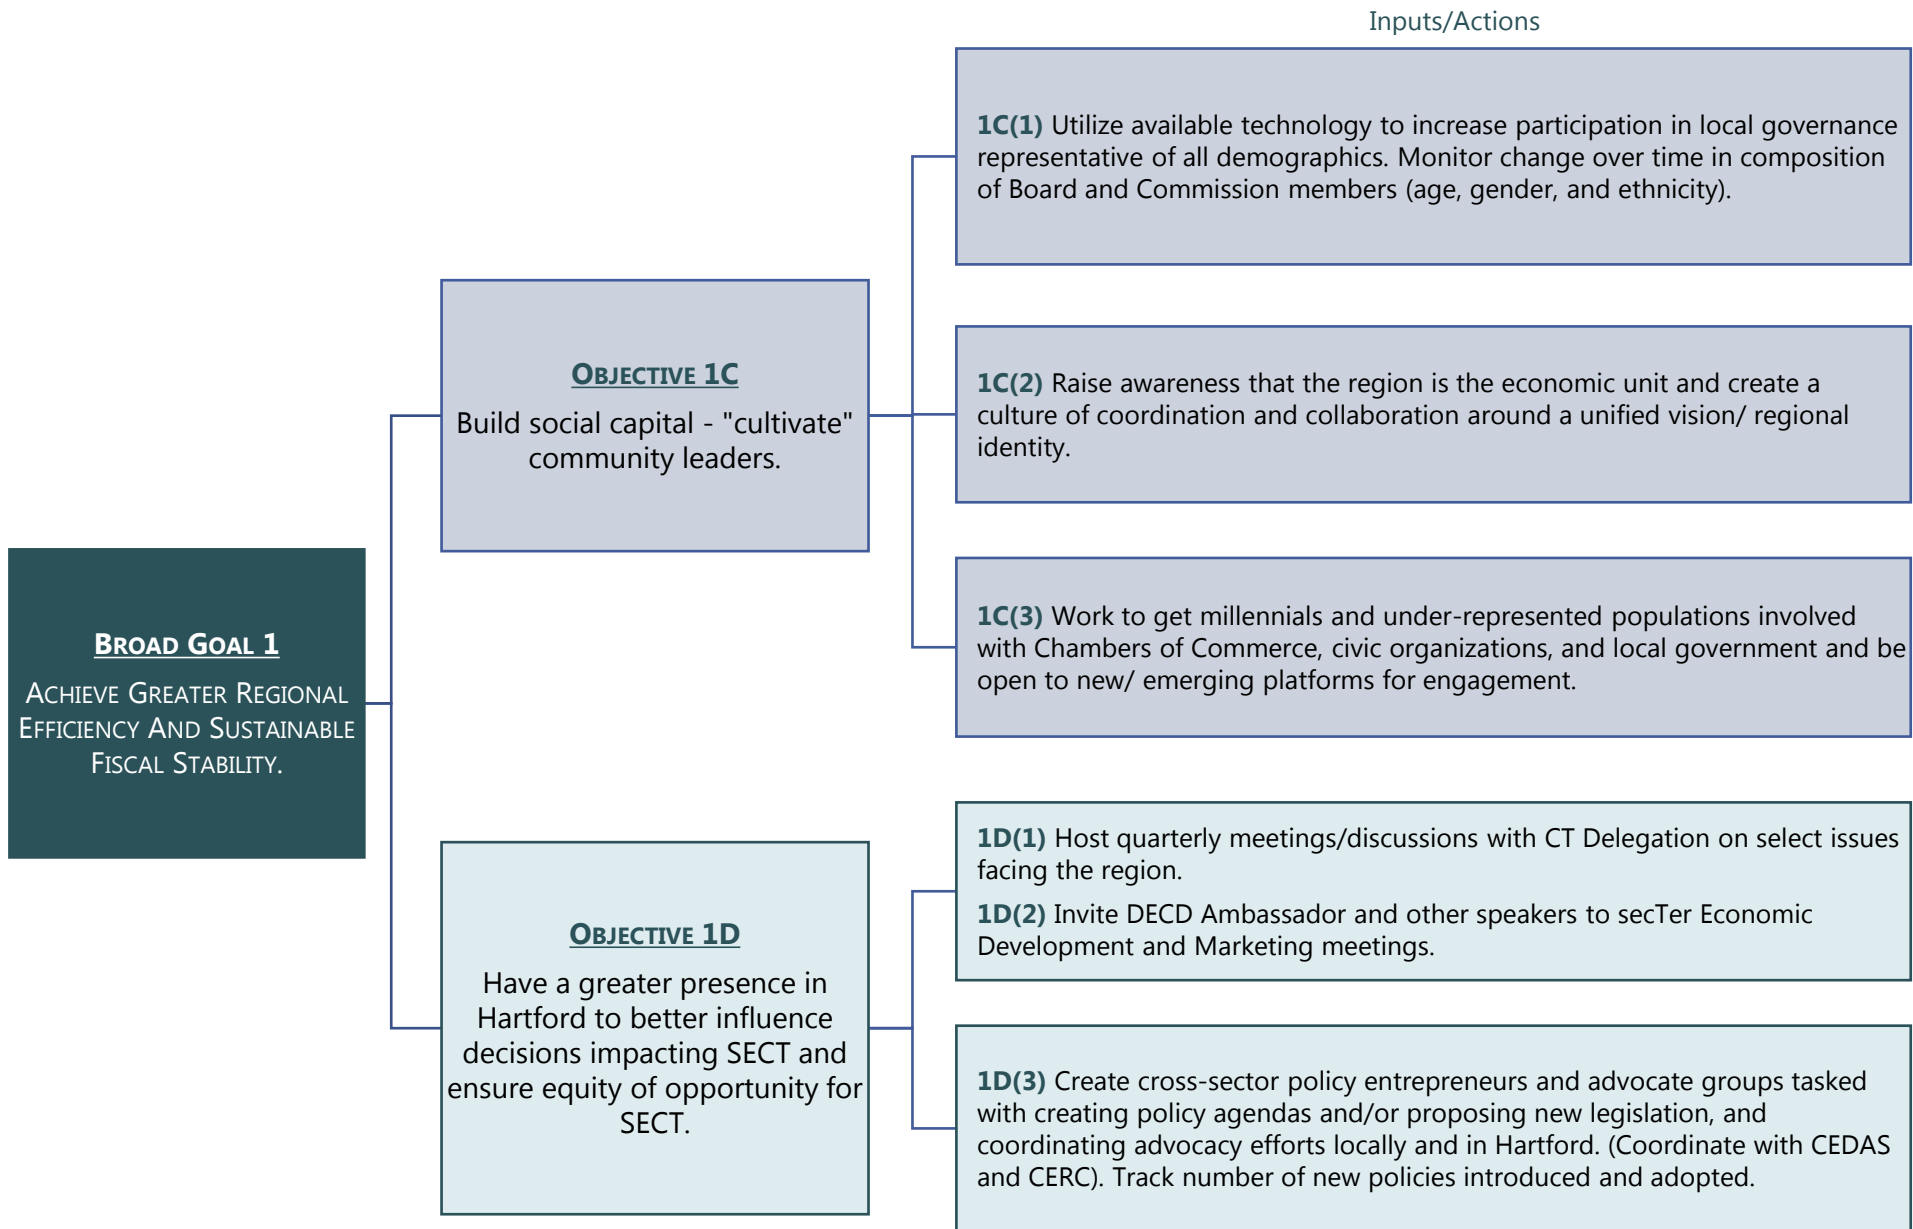 Inputs/Actions
1C(1) Utilize available technology to increase participation in local governance
representative of all demographics. Monitor change over time in composition
of Board and Commission members (age, gender, and ethnicity).
OBJECTIVE 1C
Build social capital - "cultivate"
community leaders.
1C(2) Raise awareness that the region is the economic unit and create a
culture of coordination and collaboration around a unified vision/ regional
identity.
1C(3) Work to get millennials and under-represented populations involved
with Chambers of Commerce, civic organizations, and local government and be
open to new/ emerging platforms for engagement.
BROAD GOAL 1
ACHIEVE GREATER REGIONAL
EFFICIENCY AND SUSTAINABLE
FISCAL STABILITY.
OBJECTIVE 1D
Have a greater presence in
Hartford to better influence
decisions impacting SECT and
ensure equity of opportunity for
SECT.
1D(1) Host quarterly meetings/discussions with CT Delegation on select issues
facing the region.
1D(2) Invite DECD Ambassador and other speakers to secTer Economic
Development and Marketing meetings.
1D(3) Create cross-sector policy entrepreneurs and advocate groups tasked
with creating policy agendas and/or proposing new legislation, and
coordinating advocacy efforts locally and in Hartford. (Coordinate with CEDAS
and CERC). Track number of new policies introduced and adopted.